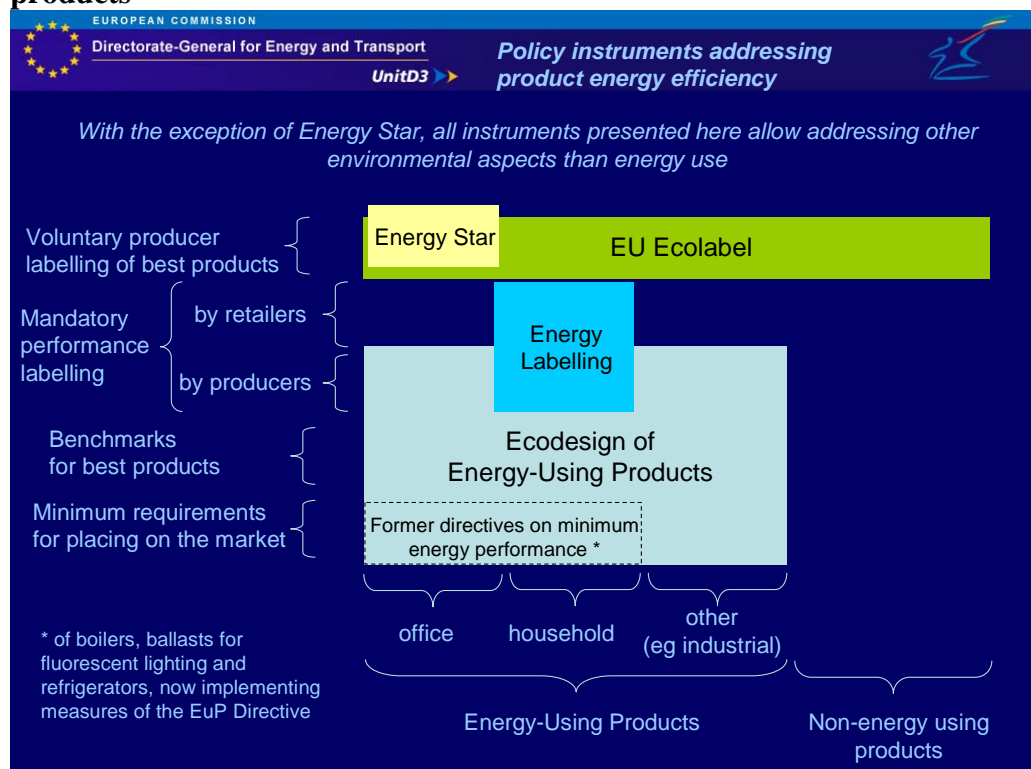 products
EUROPEAN COMMISSION
Directorate-General for Energy and Transport
UnitD3
Policy instruments addressing
product energy efficiency
With the exception of Energy Star, all instruments presented here allow addressing other
environmental aspects than energy use
Voluntary producer
labelling of best products
Energy Star
EU Ecolabel
Mandatory
performance
labelling
by retailers
by producers
Energy
Labelling
Benchmarks
for best products
Ecodesign of
Energy-Using Products
Minimum requirements
for placing on the market
Former directives on minimum
energy performance *
office
household
other
(eg industrial)
* of boilers, ballasts for
fluorescent lighting and
refrigerators, now implementing
measures of the EuP Directive
Energy-Using Products
Non-energy using
products